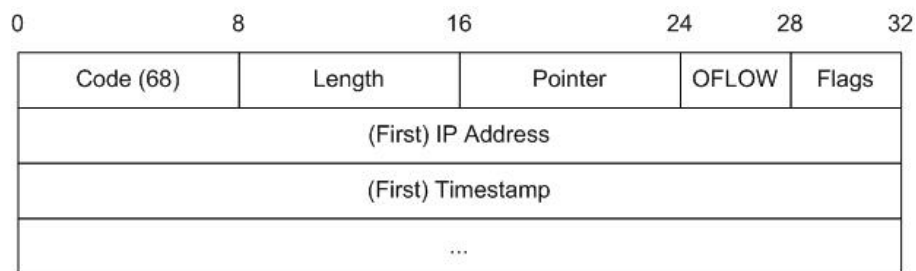 0 8 16 24 28 32
Code (68) Length Pointer OFLOW Flags
(First) IP Address
(First) Timestamp
...